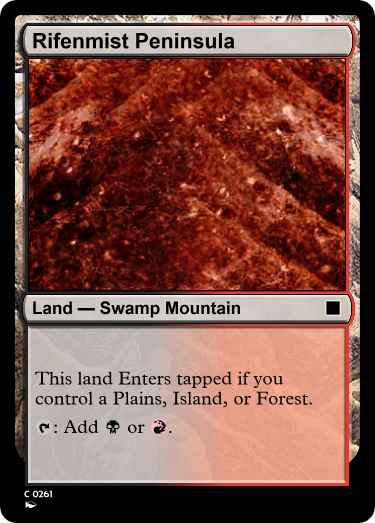 Rifenmist Peninsula
Land — Swamp Mountain
This land Enters tapped if you
control a Plains, Island, or Forest.
: Add or .
C 0261